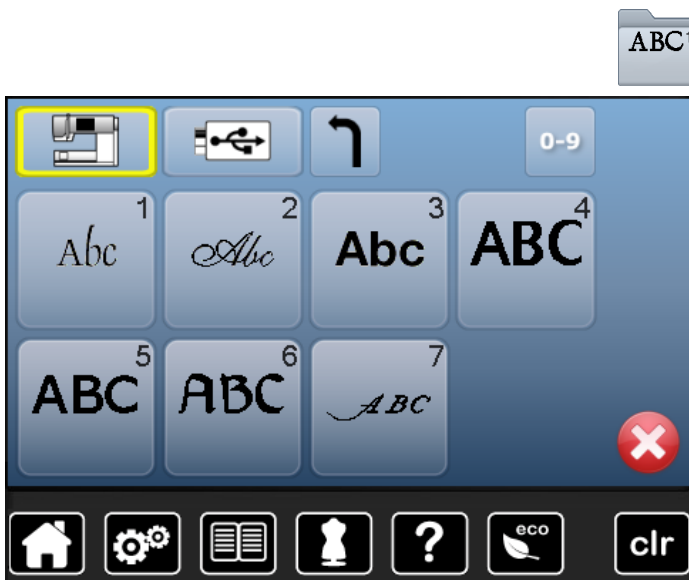 ABC
0-9
1 2 3 4
Abc Abc Abc ABC
5 6 7
ABC ABC ABC
? eco clr